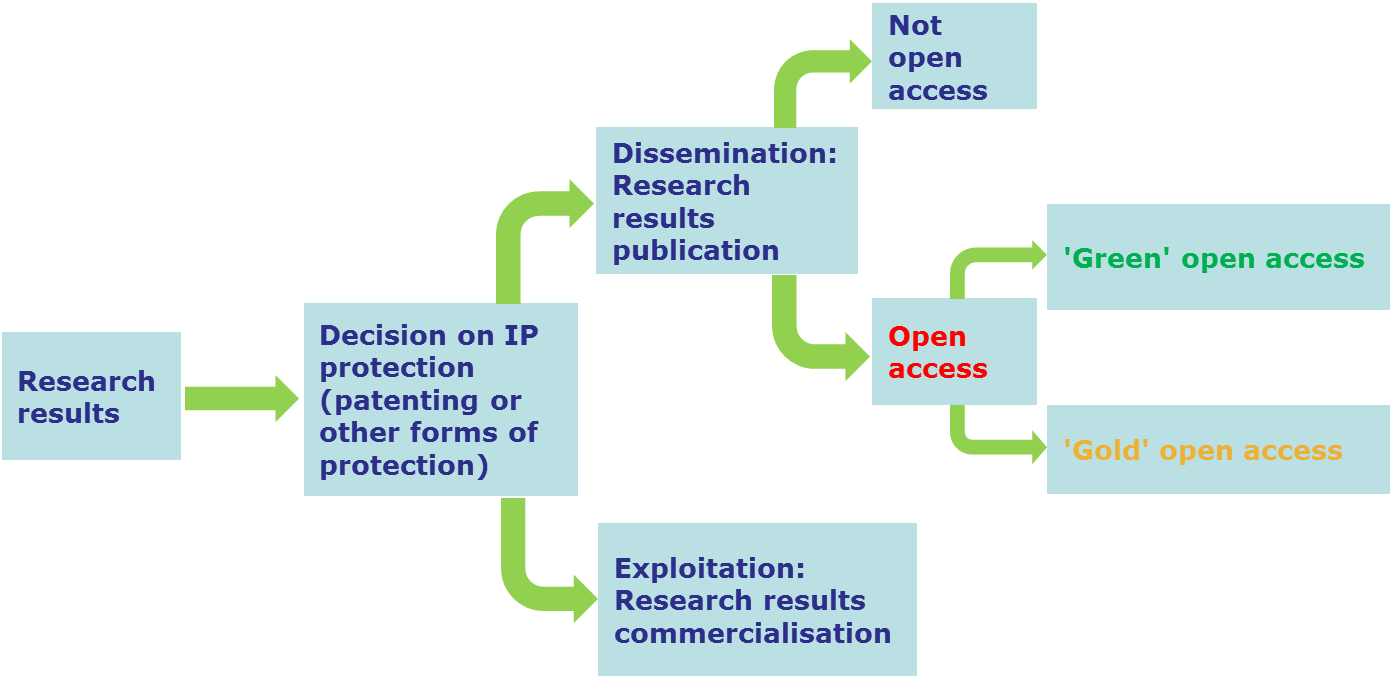 Research
results
Decision on IP
protection
(patenting or
other forms of
protection)
Dissemination:
Research
results
publication
Not
open
access
Open
access
'Green' open access
'Gold' open access
Exploitation:
Research results
commercialisation